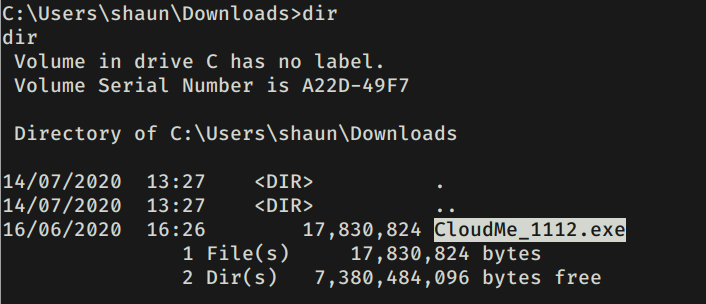 C:\Users\shaun\Downloads>dir
dir
 Volume in drive C has no label.
 Volume Serial Number is A22D-49F7

 Directory of C:\Users\shaun\Downloads

14/07/2020  13:27    <DIR>          .
14/07/2020  13:27    <DIR>          ..
16/06/2020  16:26        17,830,824 CloudMe_1112.exe
               1 File(s)     17,830,824 bytes
               2 Dir(s)   7,380,484,096 bytes free